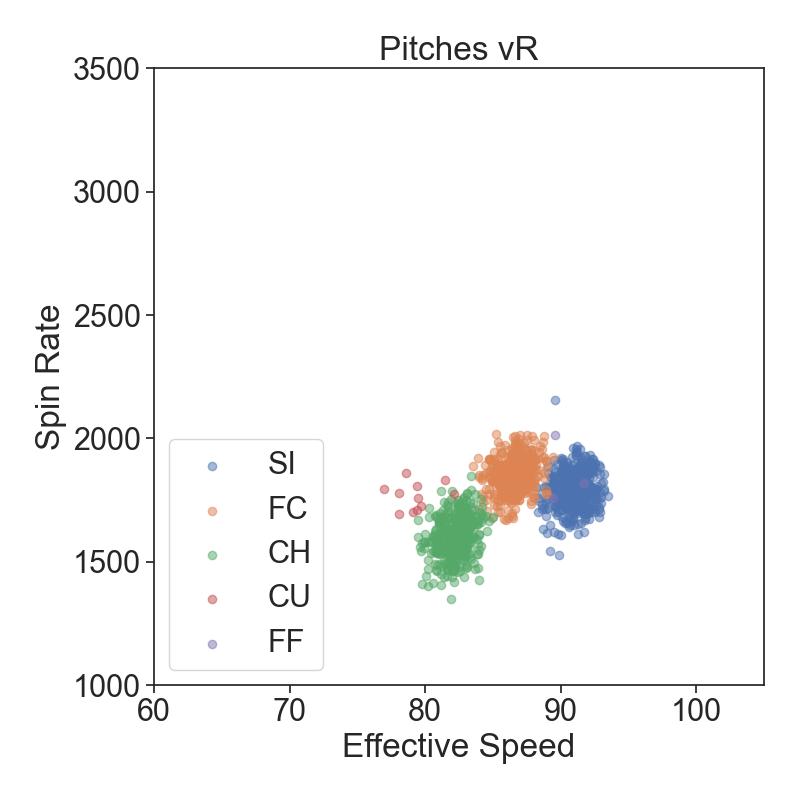 Pitches vR
3500
3000
2500
2000
1500
1000
Spin Rate
SI
FC
CH
CU
FF
60 70 80 90 100
Effective Speed